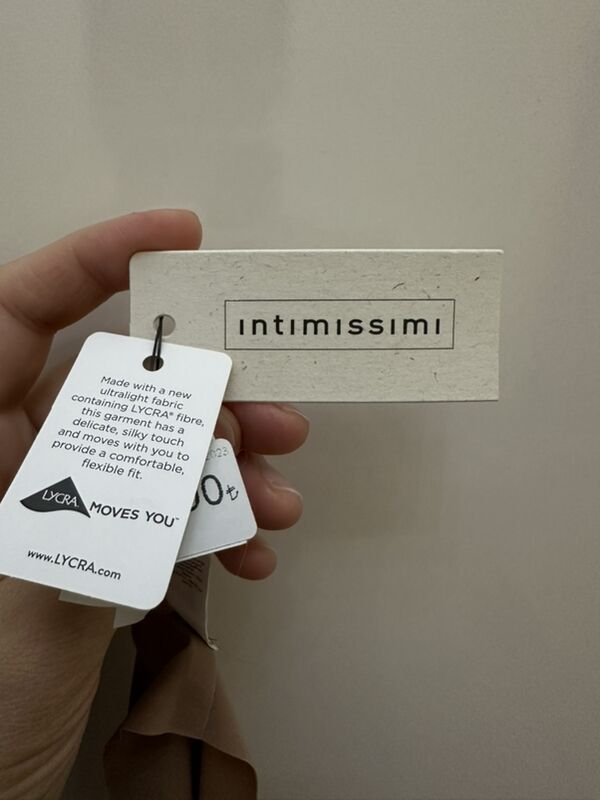 intimissimi
Made with a new
ultralight fabric
containing LYCRA® fibre,
this garment has a
delicate, silky touch
and moves with you to
provide a comfortable,
flexible fit.
LYCRA MOVES YOU™
www.LYCRA.com